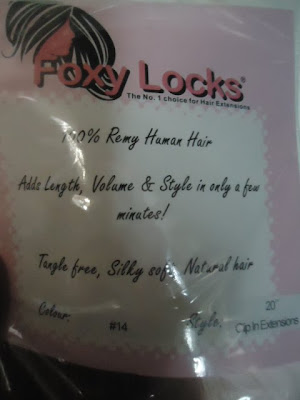 Foxy Locks®
The No. 1 choice for Hair Extensions
100% Remy Human Hair
Adds Length, Volume & Style in only a few
minutes!
Tangle free, Silky soft, Natural hair
Colour: #14 Style: 20"
Clip In Extensions